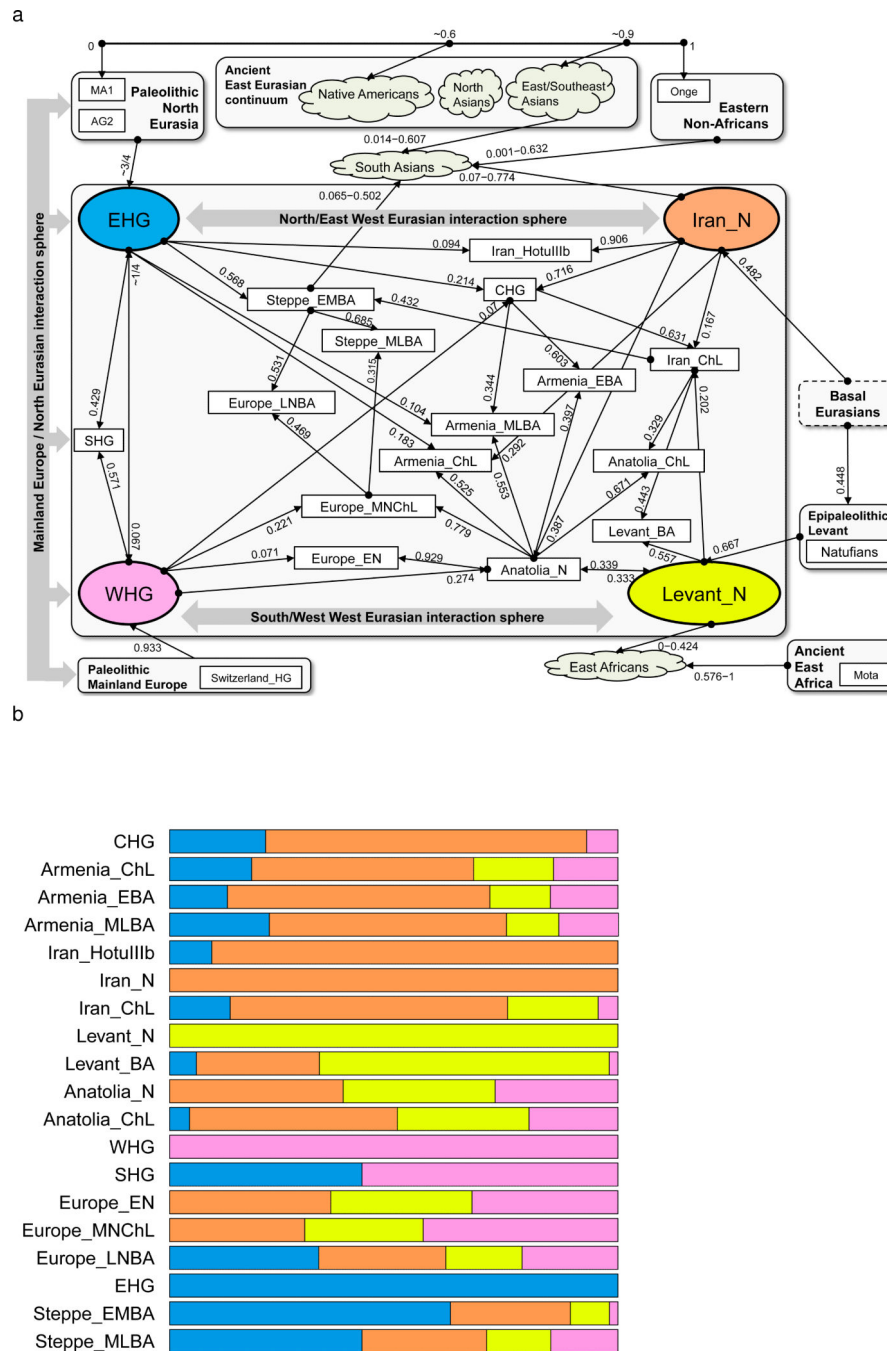 a
~0.6
~0.9
0
1
MA1
AG2
Paleolithic
North
Eurasia
Ancient
East Eurasian
continuum
Native Americans
North
Asians
East/Southeast
Asians
Onge
Eastern
Non-Africans
0.014−0.607
0.001−0.632
South Asians
0.07−0.774
0.065−0.502
~3/4
Mainland Europe / North Eurasian interaction sphere
EHG
North/East West Eurasian interaction sphere
Iran_N
~1/4
0.094
Iran_HotuIIIb
0.906
0.482
0.568
0.214
CHG
0.716
Steppe_EMBA
0.432
0.07
0.631
0.167
0.685
Steppe_MLBA
Iran_ChL
0.531
0.315
0.344
0.603
Armenia_EBA
0.202
Basal
Eurasians
Europe_LNBA
0.104
0.397
0.429
Armenia_MLBA
0.329
SHG
0.469
0.183
0.292
Armenia_ChL
Anatolia_ChL
0.571
0.525
0.553
0.671
0.443
0.448
Europe_MNChL
0.221
0.779
0.387
Levant_BA
Epipaleolithic
Levant
Natufians
0.067
0.071
Europe_EN
0.929
0.557
0.667
Anatolia_N
0.339
0.333
0.274
WHG
Levant_N
South/West West Eurasian interaction sphere
0.933
0−0.424
Paleolithic
Mainland Europe
Switzerland_HG
East Africans
0.576−1
Ancient
East
Africa
Mota
b
CHG
Armenia_ChL
Armenia_EBA
Armenia_MLBA
Iran_HotuIIIb
Iran_N
Iran_ChL
Levant_N
Levant_BA
Anatolia_N
Anatolia_ChL
WHG
SHG
Europe_EN
Europe_MNChL
Europe_LNBA
EHG
Steppe_EMBA
Steppe_MLBA